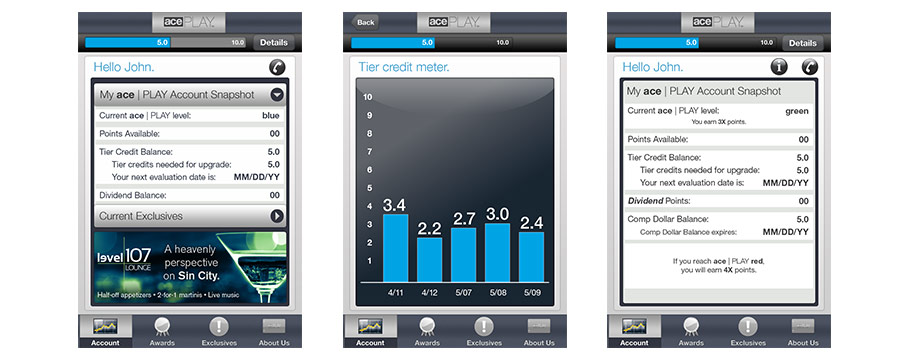 ace PLAY
5.0 10.0 Details
Hello John.
My ace | PLAY Account Snapshot
Current ace | PLAY level: blue
Points Available: 00
Tier Credit Balance: 5.0
Tier credits needed for upgrade: 5.0
Your next evaluation date is: MM/DD/YY
Dividend Balance: 00
Current Exclusives
level 107
LOUNGE
A heavenly
perspective
on Sin City.
Half-off appetizers • 2-for-1 martinis • Live music
Account Awards Exclusives About Us
Back ace PLAY
5.0 10.0
Tier credit meter.
10
9
8
7
6
5
4
3
2
1
3.4 2.2 2.7 3.0 2.4
4/11 4/12 5/07 5/08 5/09
Account Awards Exclusives About Us
ace PLAY
5.0 10.0 Details
Hello John.
My ace | PLAY Account Snapshot
Current ace | PLAY level: green
You earn 3X points.
Points Available: 00
Tier Credit Balance: 5.0
Tier credits needed for upgrade: 5.0
Your next evaluation date is: MM/DD/YY
Dividend Points: 00
Comp Dollar Balance: 5.0
Comp Dollar Balance expires: MM/DD/YY
If you reach ace | PLAY red,
you will earn 4X points.
Account Awards Exclusives About Us